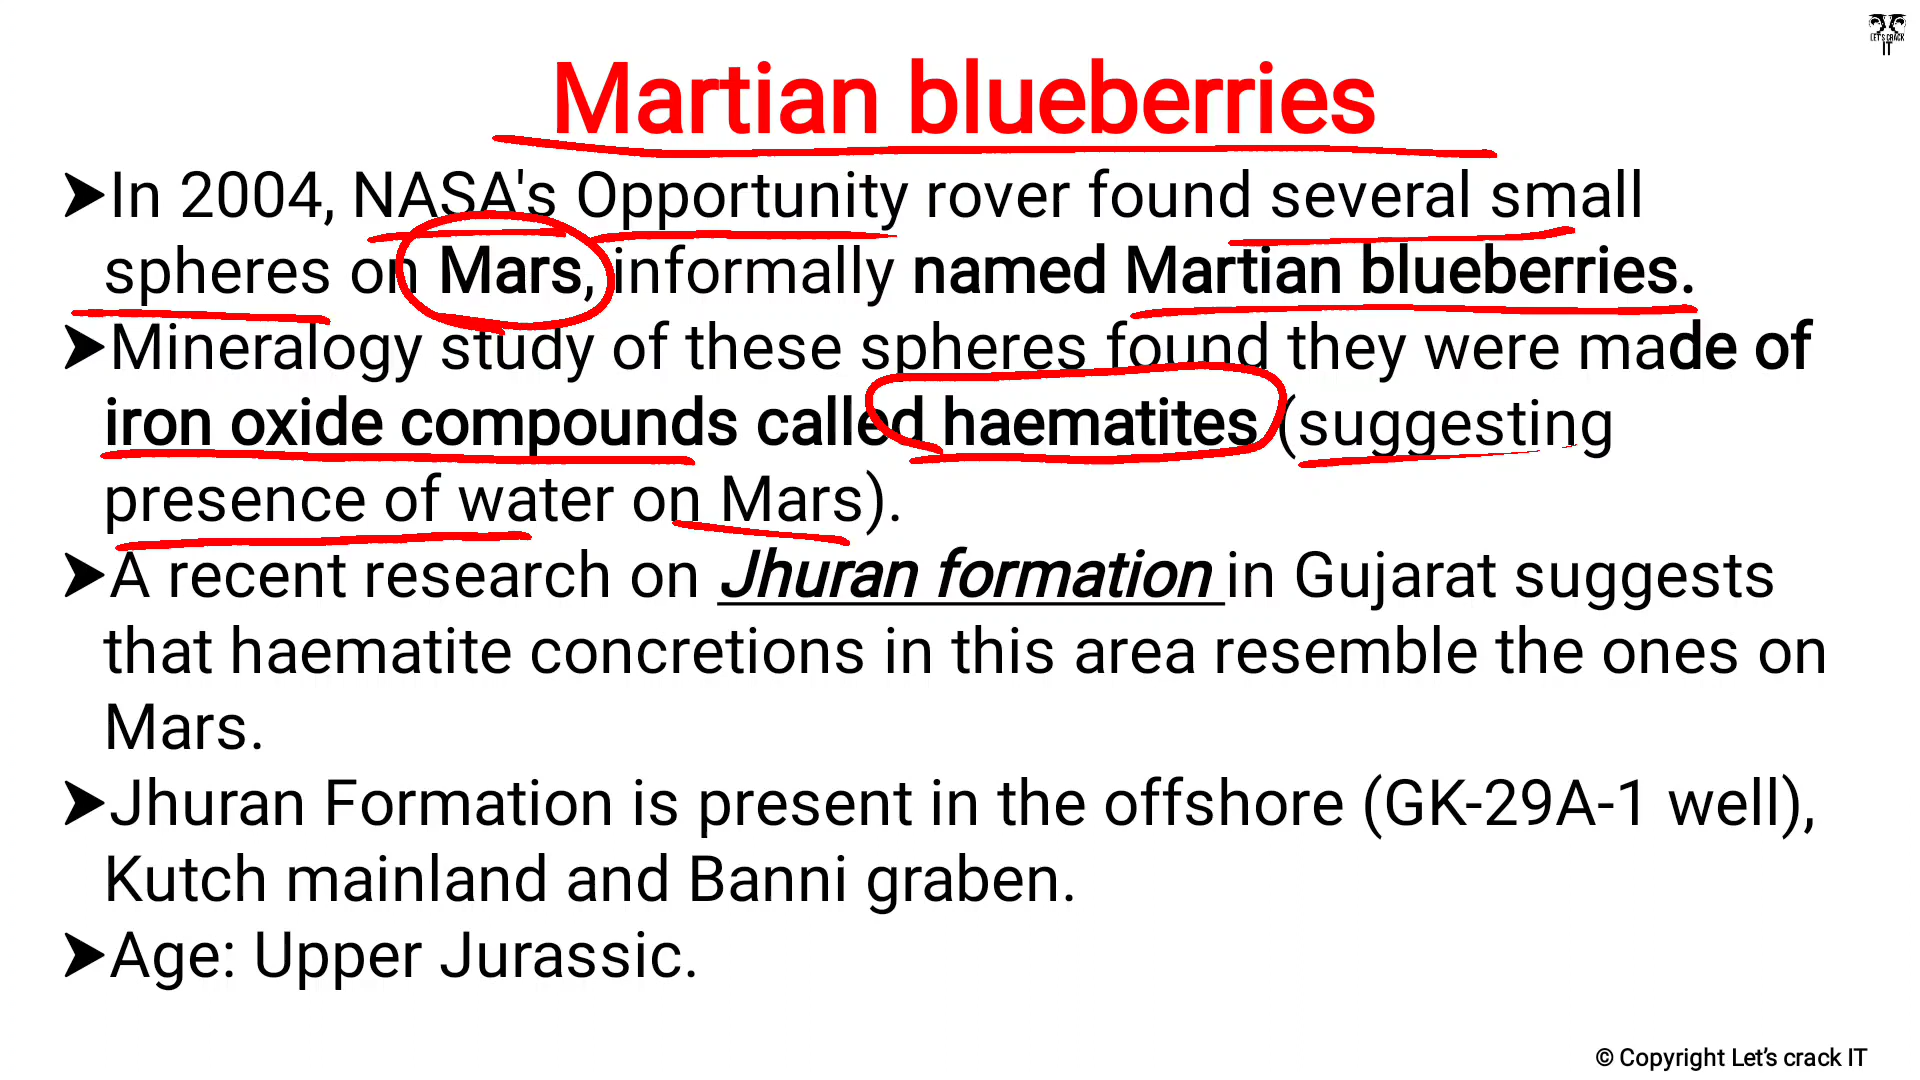 LET'S CRACK
IT
Martian blueberries
➤In 2004, NASA's Opportunity rover found several small
spheres on Mars, informally named Martian blueberries.
➤Mineralogy study of these spheres found they were made of
iron oxide compounds called haematites (suggesting
presence of water on Mars).
➤A recent research on Jhuran formation in Gujarat suggests
that haematite concretions in this area resemble the ones on
Mars.
➤Jhuran Formation is present in the offshore (GK-29A-1 well),
Kutch mainland and Banni graben.
➤Age: Upper Jurassic.
© Copyright Let's crack IT